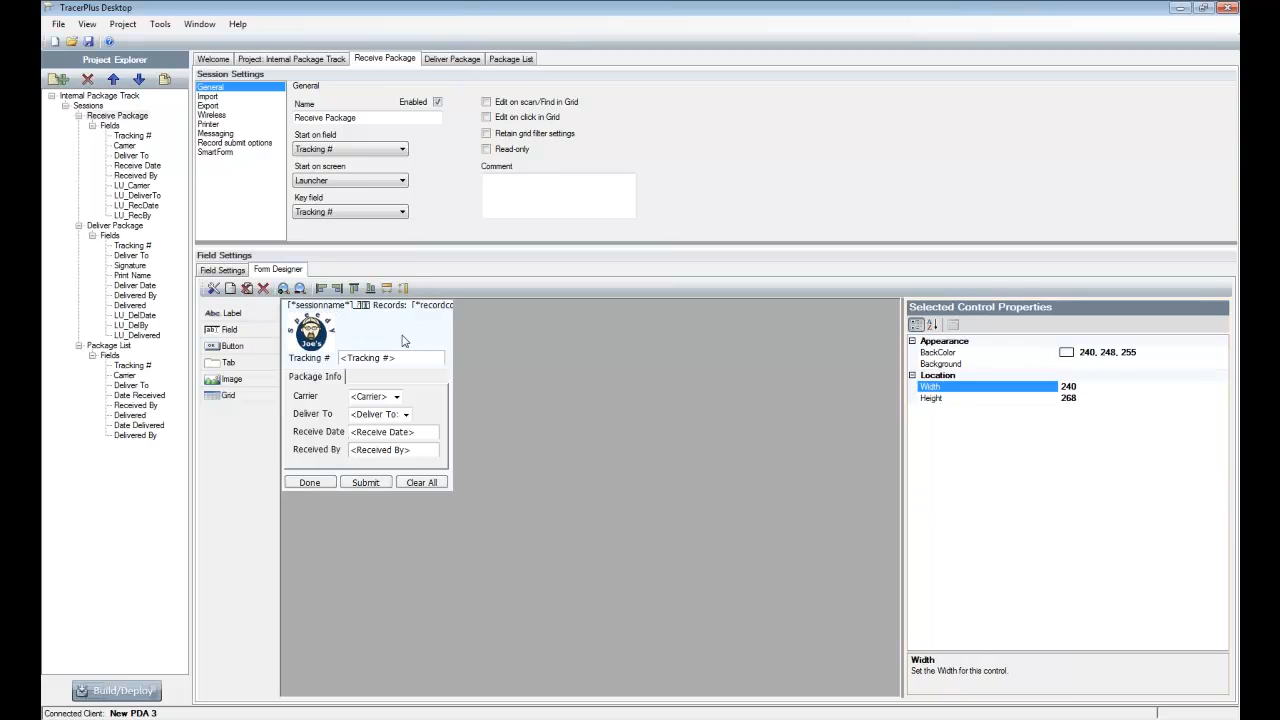 TracerPlus Desktop
File View Project Tools Window Help
Project Explorer
Internal Package Track
Sessions
Receive Package
Fields
Tracking #
Carrier
Deliver To
Receive Date
Received By
LU_Carrier
LU_DeliverTo
LU_RecDate
LU_RecBy
Deliver Package
Fields
Tracking #
Deliver To
Signature
Print Name
Deliver Date
Delivered By
Delivered
LU_DelDate
LU_DelBy
LU_Delivered
Package List
Fields
Tracking #
Carrier
Deliver To
Date Received
Received By
Delivered
Date Delivered
Delivered By
Build/Deploy
Connected Client: New PDA 3
Welcome Project: Internal Package Track Receive Package Deliver Package Package List
Session Settings
General
Import
Export
Wireless
Printer
Messaging
Record submit options
SmartForm
General
Name Enabled
Receive Package
Start on field
Tracking #
Start on screen
Launcher
Key field
Tracking #
Edit on scan/Find in Grid
Edit on click in Grid
Retain grid filter settings
Read-only
Comment
Field Settings
Field Settings Form Designer
Abc Label
ab Field
OK Button
Tab
Image
Grid
[*sessionname*] Records: [*recordcc
Speedy
Joe's
Tracking # <Tracking #>
Package Info
Carrier <Carrier>
Deliver To <Deliver To:
Receive Date <Receive Date>
Received By <Received By>
Done Submit Clear All
Selected Control Properties
Appearance
BackColor 240, 248, 255
Background
Location
Width 240
Height 268
Width
Set the Width for this control.